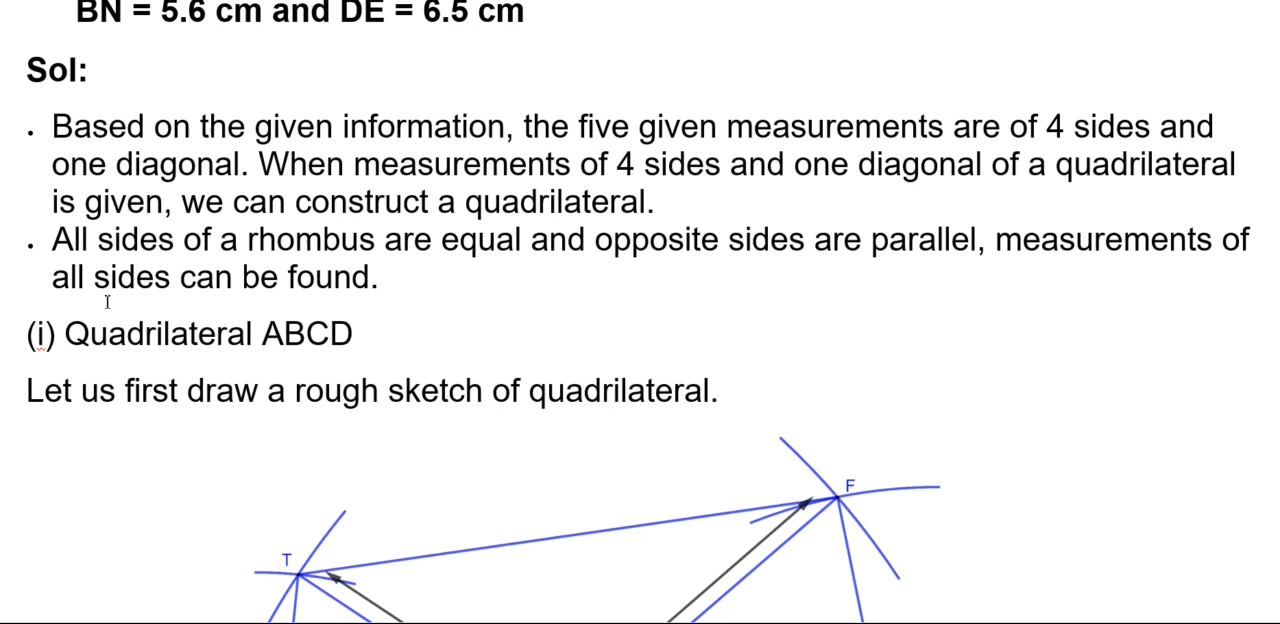 BN = 5.6 cm and DE = 6.5 cm
Sol:
• Based on the given information, the five given measurements are of 4 sides and
one diagonal. When measurements of 4 sides and one diagonal of a quadrilateral
is given, we can construct a quadrilateral.
• All sides of a rhombus are equal and opposite sides are parallel, measurements of
all sides can be found.
(i) Quadrilateral ABCD
Let us first draw a rough sketch of quadrilateral.
F
T